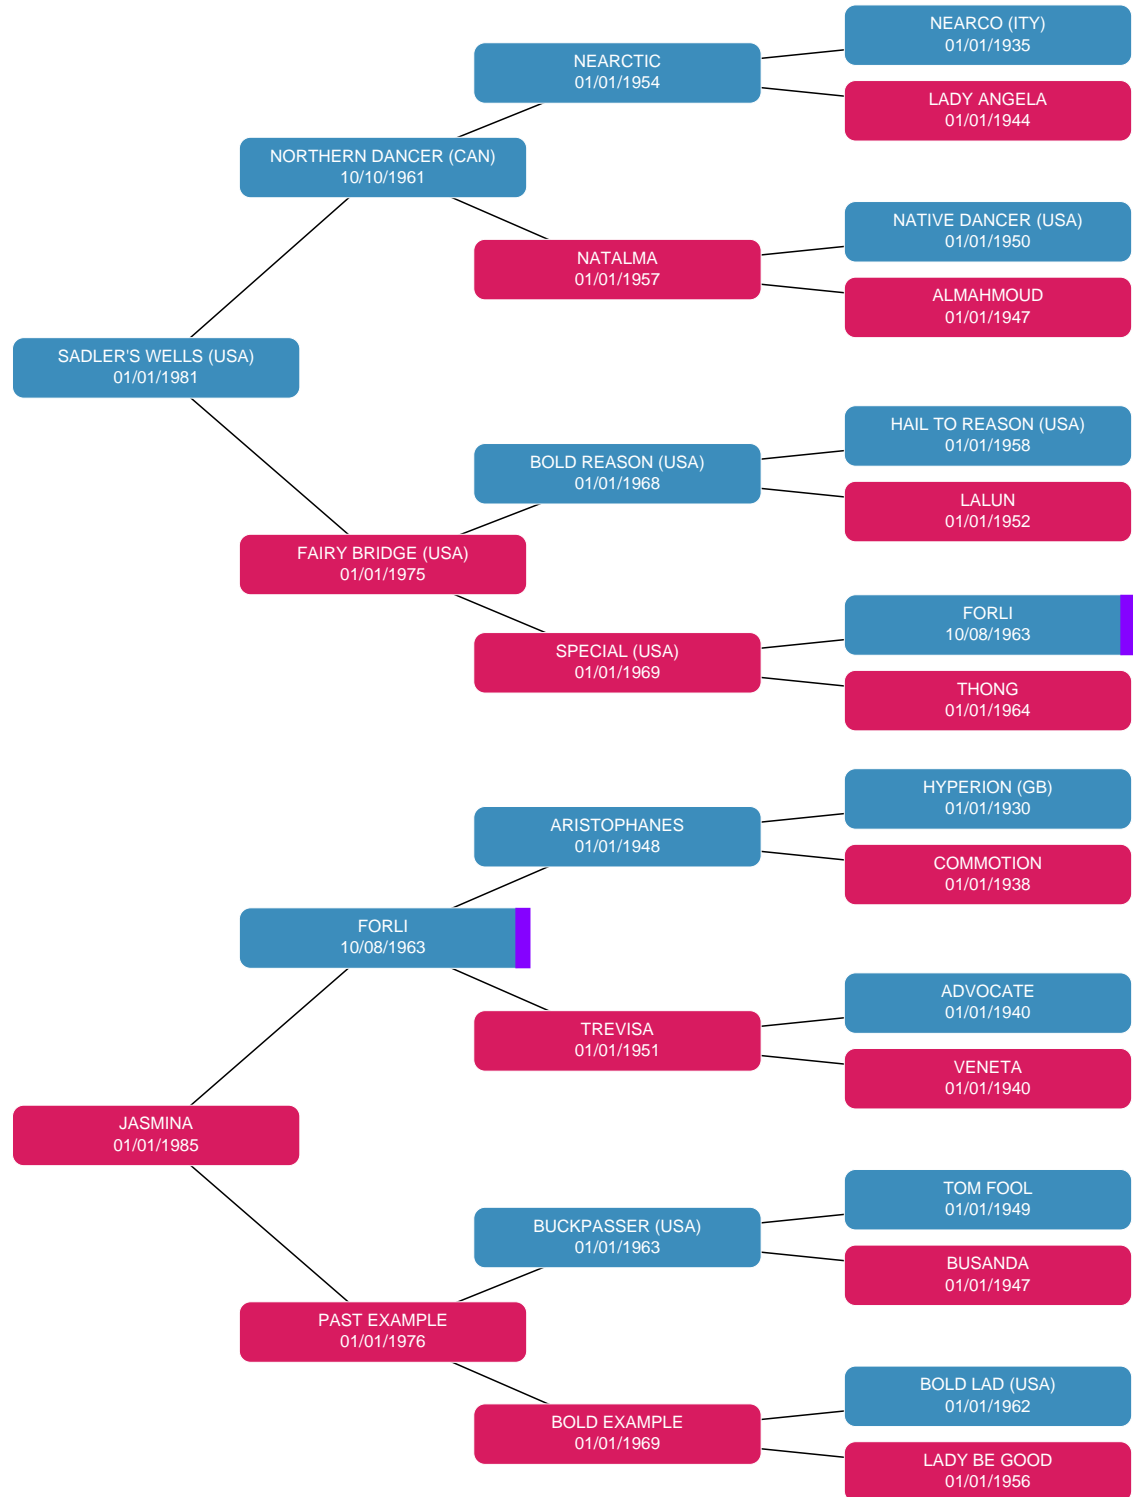 NEARCO (ITY)
01/01/1935
NEARCTIC
01/01/1954
LADY ANGELA
01/01/1944
NORTHERN DANCER (CAN)
10/10/1961
NATIVE DANCER (USA)
01/01/1950
NATALMA
01/01/1957
ALMAHMOUD
01/01/1947
SADLER'S WELLS (USA)
01/01/1981
HAIL TO REASON (USA)
01/01/1958
BOLD REASON (USA)
01/01/1968
LALUN
01/01/1952
FAIRY BRIDGE (USA)
01/01/1975
FORLI
10/08/1963
SPECIAL (USA)
01/01/1969
THONG
01/01/1964
HYPERION (GB)
01/01/1930
ARISTOPHANES
01/01/1948
COMMOTION
01/01/1938
FORLI
10/08/1963
ADVOCATE
01/01/1940
TREVISA
01/01/1951
VENETA
01/01/1940
JASMINA
01/01/1985
TOM FOOL
01/01/1949
BUCKPASSER (USA)
01/01/1963
BUSANDA
01/01/1947
PAST EXAMPLE
01/01/1976
BOLD LAD (USA)
01/01/1962
BOLD EXAMPLE
01/01/1969
LADY BE GOOD
01/01/1956